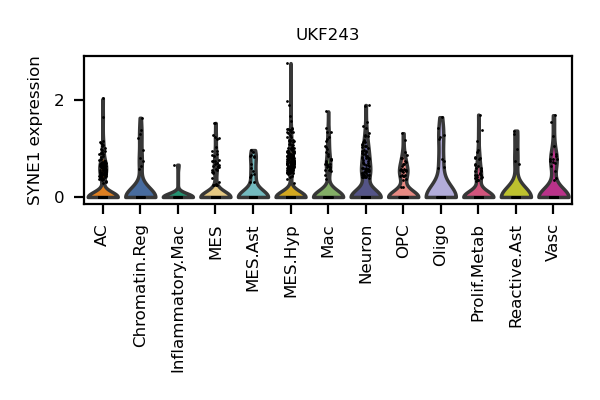 UKF243
SYNE1 expression
2
0
AC
Chromatin.Reg
Inflammatory.Mac
MES
MES.Ast
MES.Hyp
Mac
Neuron
OPC
Oligo
Prolif.Metab
Reactive.Ast
Vasc